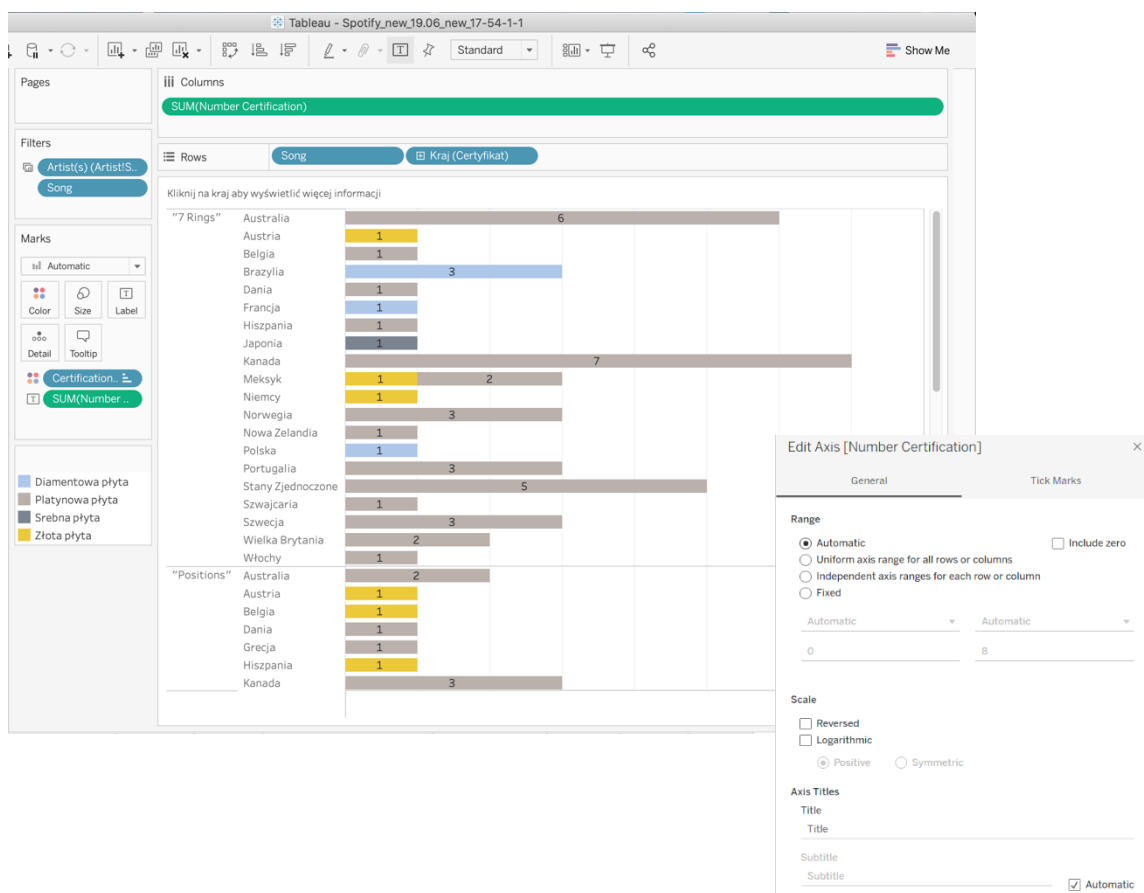 Tableau - Spotify_new_19.06_new_17-54-1-1
Standard
Show Me
Pages
Columns
SUM(Number Certification)
Filters
Artist(s) (Artist!S..
Song
Rows
Song
Kraj (Certyfikat)
Kliknij na kraj aby wyświetlić więcej informacji
Marks
Automatic
Color
Size
T
Label
Detail
Tooltip
Certification..
T
SUM(Number ..
Diamentowa płyta
Platynowa płyta
Srebna płyta
Złota płyta
"7 Rings"
Australia 6
Austria 1
Belgia 1
Brazylia 3
Dania 1
Francja 1
Hiszpania 1
Japonia 1
Kanada 7
Meksyk 1 2
Niemcy 1
Norwegia 3
Nowa Zelandia 1
Polska 1
Portugalia 3
Stany Zjednoczone 5
Szwajcaria 1
Szwecja 3
Wielka Brytania 2
Włochy 1
"Positions"
Australia 2
Austria 1
Belgia 1
Dania 1
Grecja 1
Hiszpania 1
Kanada 3
Edit Axis [Number Certification]
General
Tick Marks
Range
Automatic
Include zero
Uniform axis range for all rows or columns
Independent axis ranges for each row or column
Fixed
Automatic
Automatic
0
8
Scale
Reversed
Logarithmic
Positive
Symmetric
Axis Titles
Title
Title
Subtitle
Subtitle
Automatic